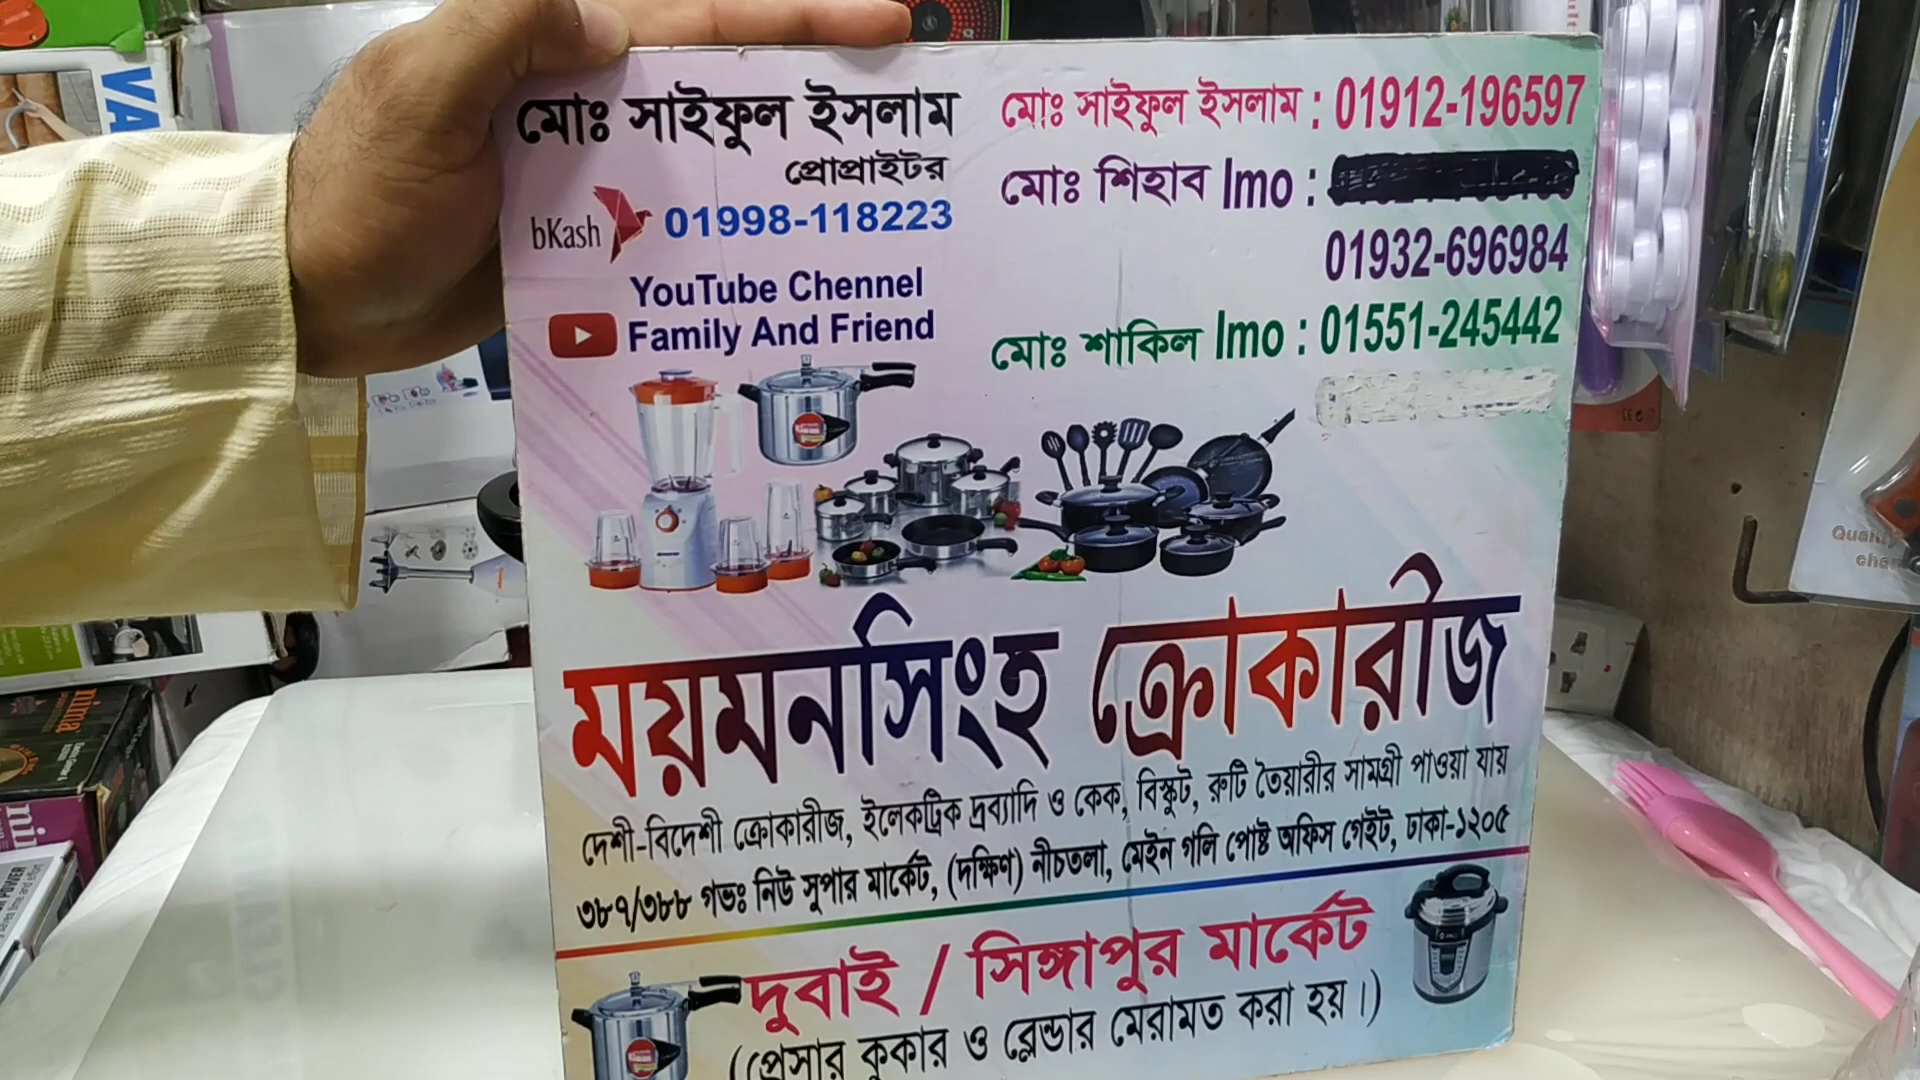 মোঃ সাইফুল ইসলাম
প্রোপ্রাইটর
bKash 01998-118223
YouTube Chennel
Family And Friend
মোঃ সাইফুল ইসলাম : 01912-196597
মোঃ শিহাব Imo :
01932-696984
মোঃ শাকিল Imo : 01551-245442
ময়মনসিংহ ক্রোকারীজ
দেশী-বিদেশী ক্রোকারীজ, ইলেকট্রিক দ্রব্যাদি ও কেক, বিস্কুট, রুটি তৈয়ারীর সামগ্রী পাওয়া যায়
৩৮৭/৩৮৮ গভঃ নিউ সুপার মার্কেট, (দক্ষিণ) নীচতলা, মেইন গলি পোষ্ট অফিস গেইট, ঢাকা-১২০৫
দুবাই / সিঙ্গাপুর মার্কেট
(প্রেসার কুকার ও ব্লেন্ডার মেরামত করা হয়।)